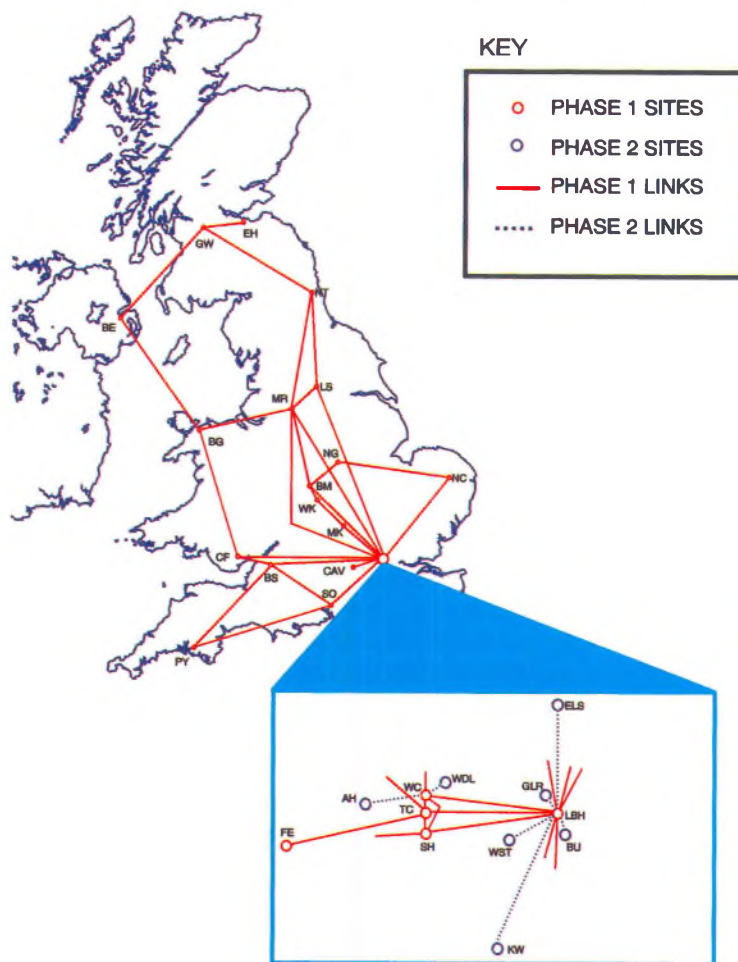 KEY
PHASE 1 SITES
PHASE 2 SITES
PHASE 1 LINKS
PHASE 2 LINKS
EH
GW
BE
LS
MR
BG
NG
NC
BM
WK
MK
CF
CAV
BS
SO
PY
ELS
WDL
WC
GLR
AH
TC
LBH
FE
SH
WST
BU
KW